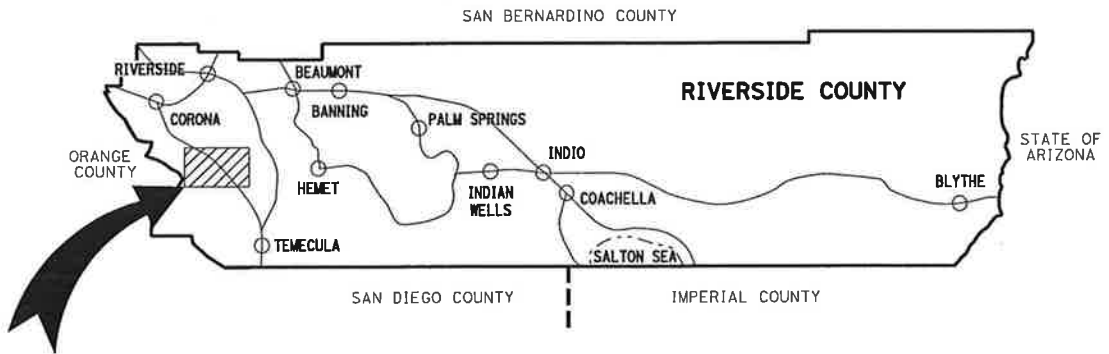 SAN BERNARDINO COUNTY
RIVERSIDE
BEAUMONT
BANNING
RIVERSIDE COUNTY
CORONA
PALM SPRINGS
STATE OF
ARIZONA
ORANGE
COUNTY
HEMET
INDIO
INDIAN
WELLS
COACHELLA
BLYTHE
TEMECULA
SALTON SEA
SAN DIEGO COUNTY
IMPERIAL COUNTY